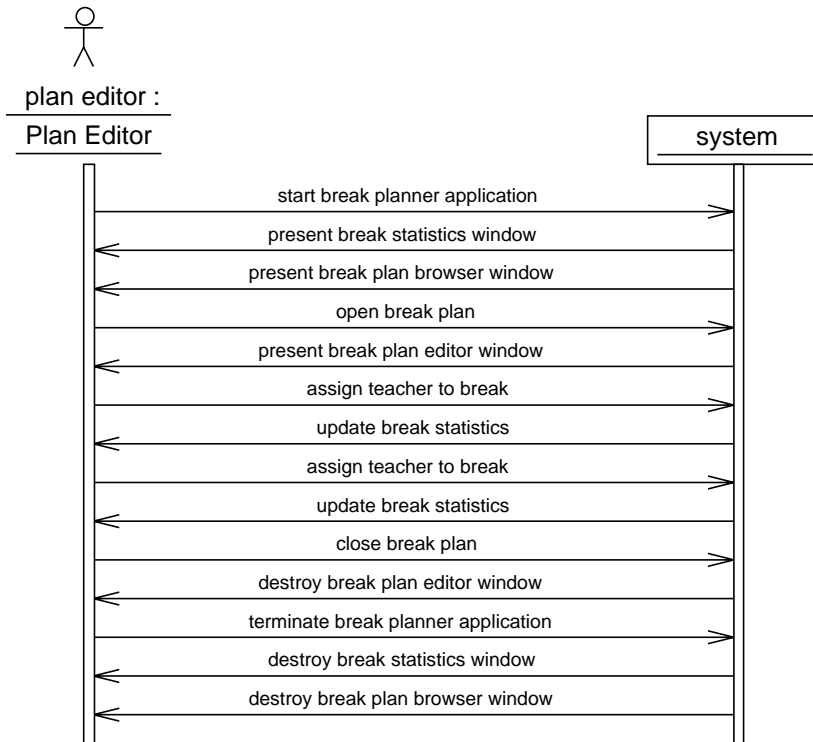 plan editor :
Plan Editor
system
start break planner application
present break statistics window
present break plan browser window
open break plan
present break plan editor window
assign teacher to break
update break statistics
assign teacher to break
update break statistics
close break plan
destroy break plan editor window
terminate break planner application
destroy break statistics window
destroy break plan browser window